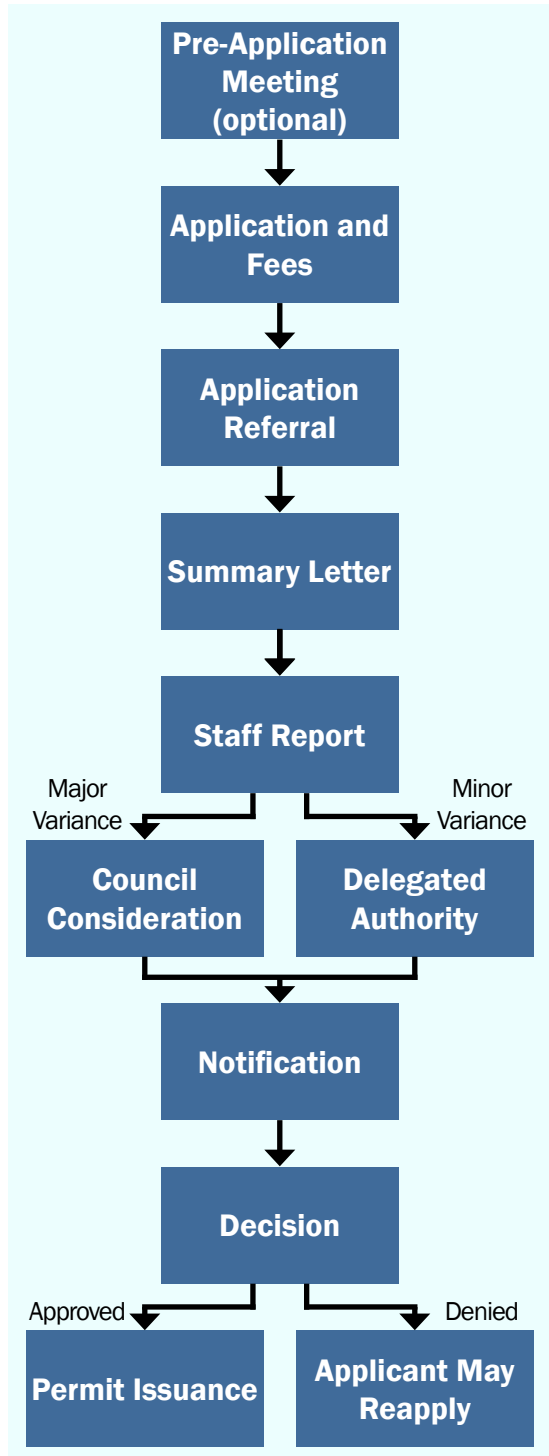 Pre-Application
Meeting
(optional)
Application and
Fees
Application
Referral
Summary Letter
Staff Report
Major
Variance
Minor
Variance
Council
Consideration
Delegated
Authority
Notification
Decision
Approved
Denied
Permit Issuance
Applicant May
Reapply